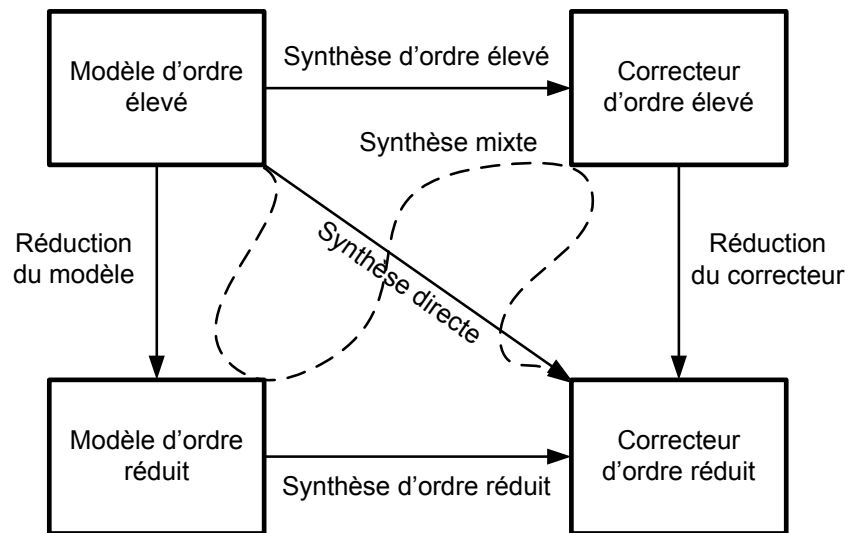 Modèle d'ordre
élevé
Synthèse d'ordre élevé
Correcteur
d'ordre élevé
Synthèse mixte
Réduction
du modèle
Synthèse directe
Réduction
du correcteur
Modèle d'ordre
réduit
Synthèse d'ordre réduit
Correcteur
d'ordre réduit